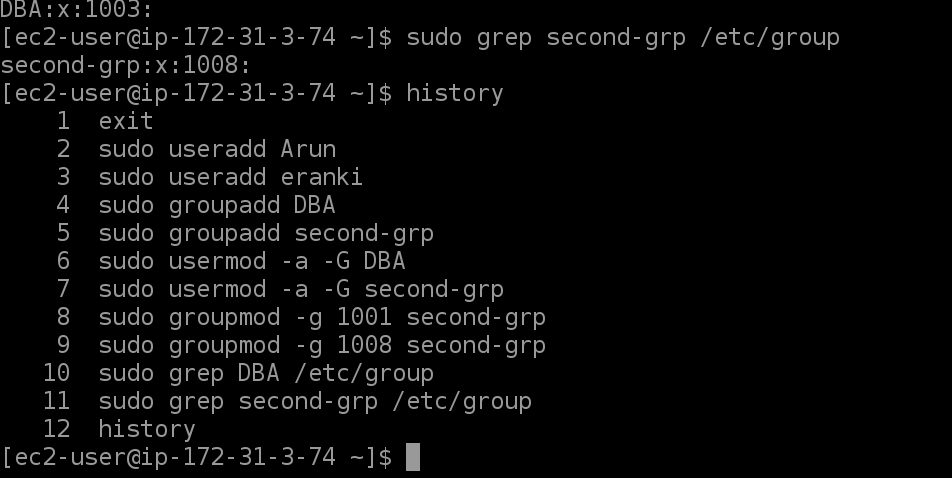 DBA:x:1003:
[ec2-user@ip-172-31-3-74 ~]$ sudo grep second-grp /etc/group
second-grp:x:1008:
[ec2-user@ip-172-31-3-74 ~]$ history
    1  exit
    2  sudo useradd Arun
    3  sudo useradd eranki
    4  sudo groupadd DBA
    5  sudo groupadd second-grp
    6  sudo usermod -a -G DBA
    7  sudo usermod -a -G second-grp
    8  sudo groupmod -g 1001 second-grp
    9  sudo groupmod -g 1008 second-grp
   10  sudo grep DBA /etc/group
   11  sudo grep second-grp /etc/group
   12  history
[ec2-user@ip-172-31-3-74 ~]$